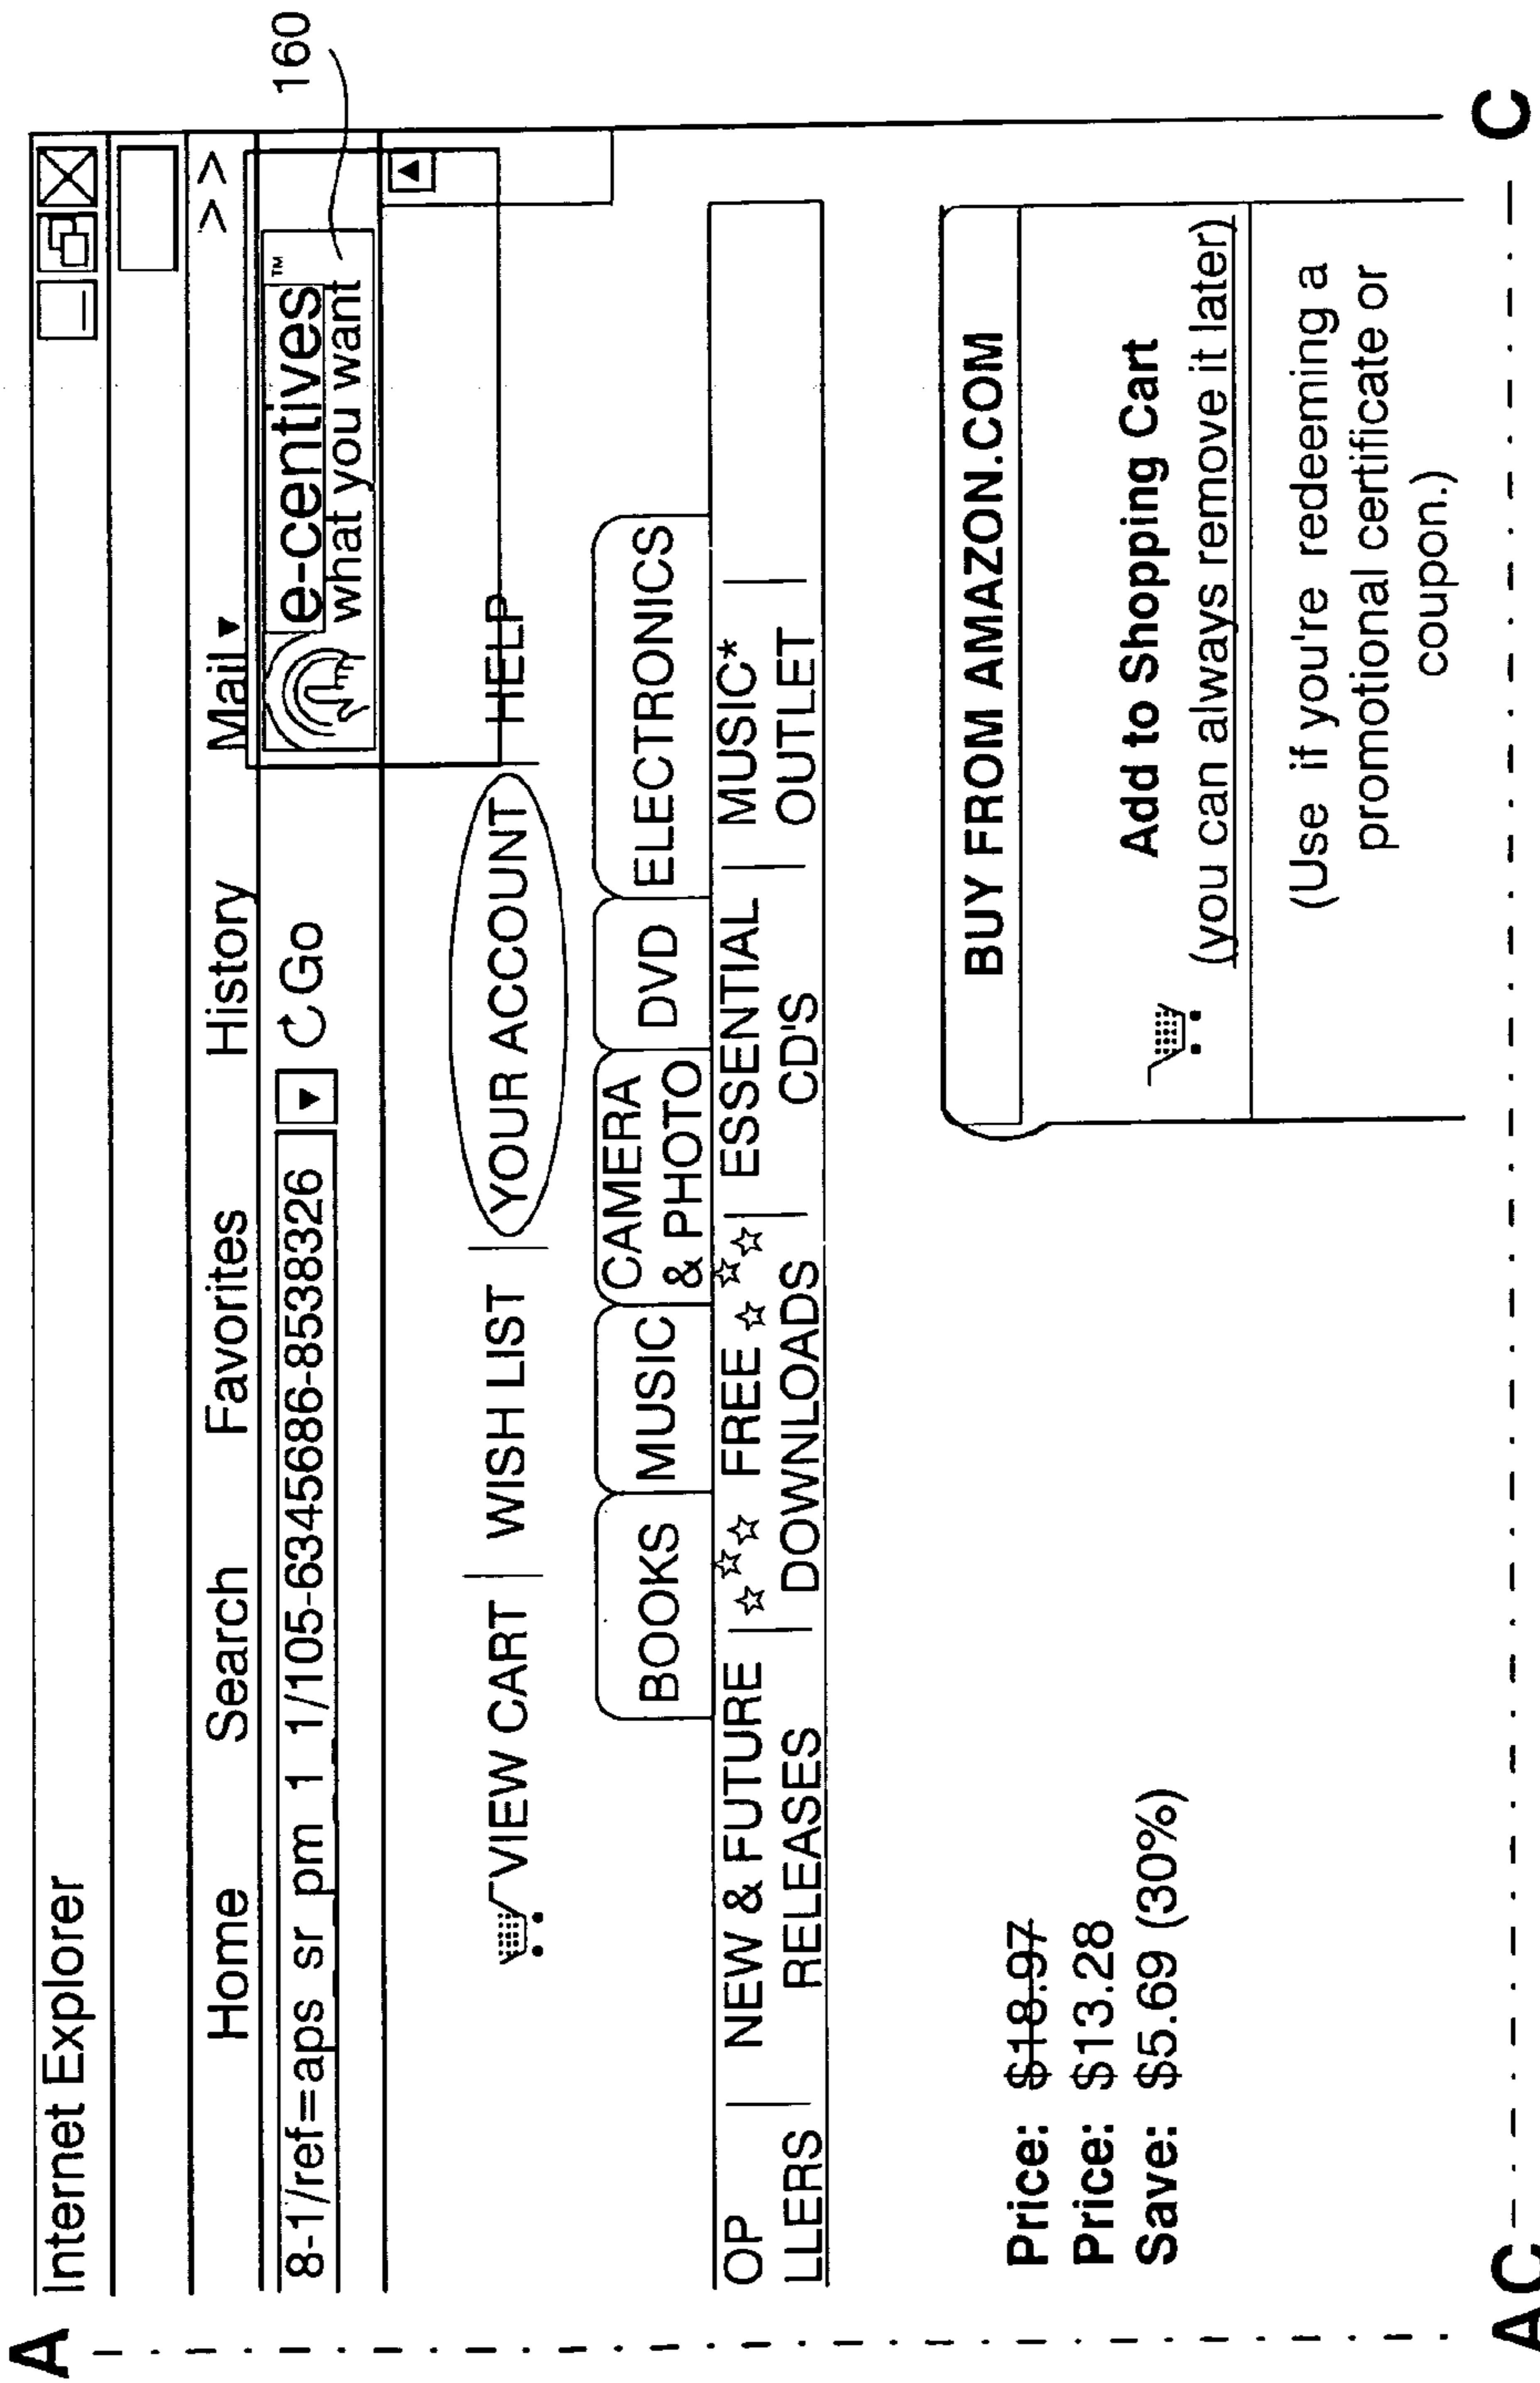 A
Internet Explorer
Home Search Favorites History Mail >>
8-1/ref=aps sr pm 1 1/105-6345686-8538326 Go
e-centives™
what you want
160
VIEW CART | WISH LIST | YOUR ACCOUNT | HELP
BOOKS MUSIC CAMERA & PHOTO DVD ELECTRONICS
OP | NEW & FUTURE | FREE | ESSENTIAL | MUSIC* |
LLERS RELEASES DOWNLOADS CD'S OUTLET
Price: $18.97
Price: $13.28
Save: $5.69 (30%)
BUY FROM AMAZON.COM
Add to Shopping Cart
(you can always remove it later)
(Use if you're redeeming a
promotional certificate or
coupon.)
A C C